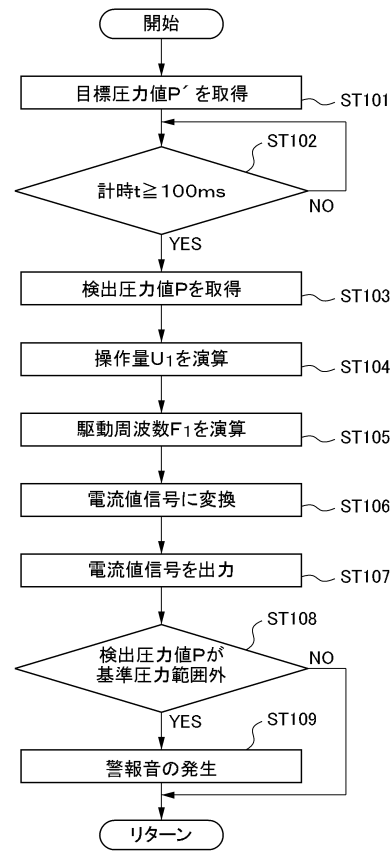 開始
目標圧力値P´を取得
ST101
ST102
計時t≧100ms
NO
YES
検出圧力値Pを取得
ST103
操作量U₁を演算
ST104
駆動周波数F₁を演算
ST105
電流値信号に変換
ST106
電流値信号を出力
ST107
ST108
検出圧力値Pが
基準圧力範囲外
NO
YES
ST109
警報音の発生
リターン